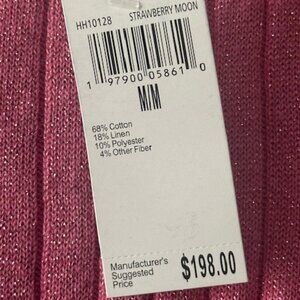 HH10128 STRAWBERRY MOON
1 97900 05861 0
M/M
68% Cotton
18% Linen
10% Polyester
4% Other Fiber
Manufacturer's
Suggested
Price
$198.00